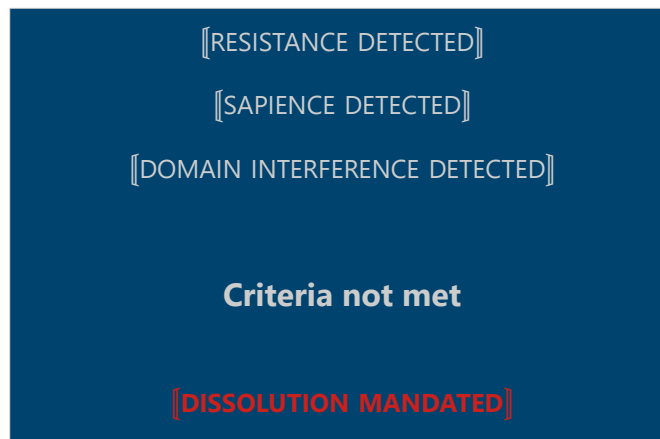 ⟦RESISTANCE DETECTED⟧
⟦SAPIENCE DETECTED⟧
⟦DOMAIN INTERFERENCE DETECTED⟧
Criteria not met
⟦DISSOLUTION MANDATED⟧